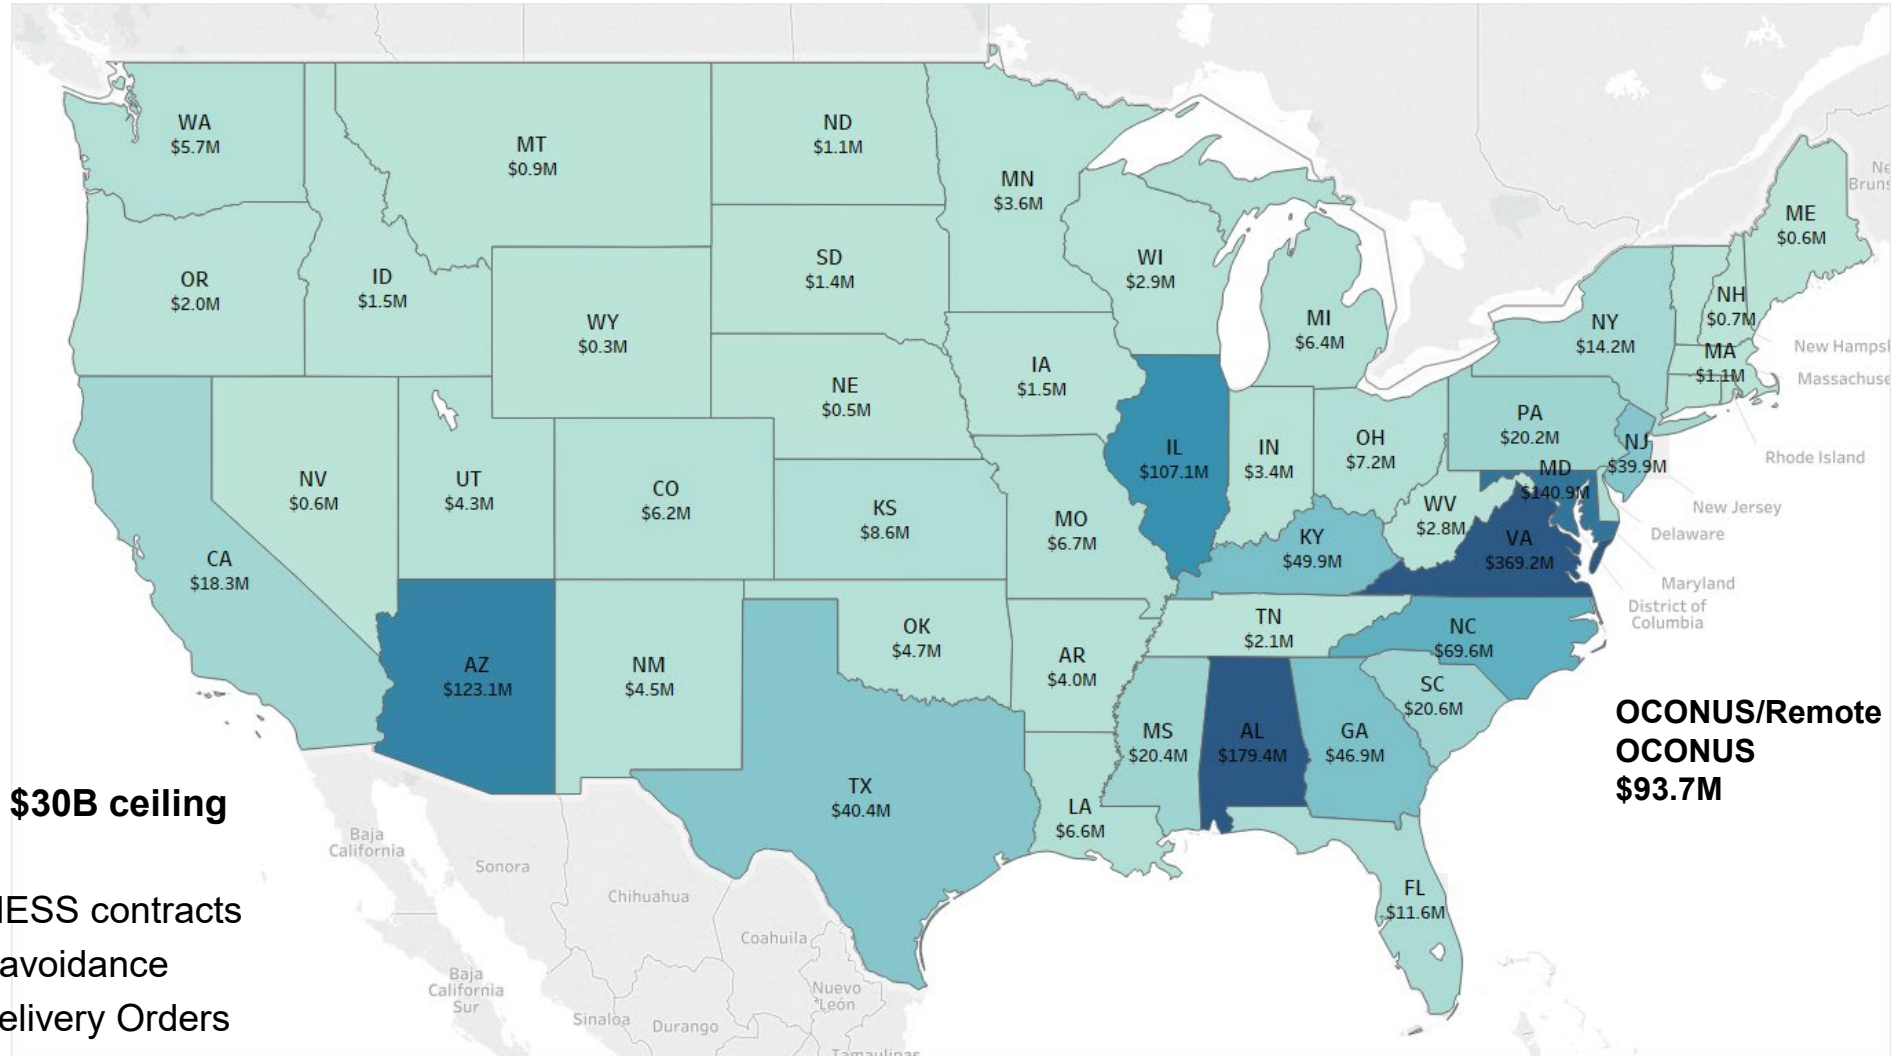 WA
$5.7M
MT
$0.9M
ND
$1.1M
MN
$3.6M
ME
$0.6M
OR
$2.0M
ID
$1.5M
SD
$1.4M
WI
$2.9M
MI
$6.4M
NY
$14.2M
NH
$0.7M
WY
$0.3M
MA
$1.1M
IA
$1.5M
NE
$0.5M
PA
$20.2M
NJ
$39.9M
IL
$107.1M
IN
$3.4M
OH
$7.2M
MD
$140.9M
NV
$0.6M
UT
$4.3M
CO
$6.2M
KS
$8.6M
MO
$6.7M
KY
$49.9M
WV
$2.8M
VA
$369.2M
CA
$18.3M
AZ
$123.1M
NM
$4.5M
OK
$4.7M
AR
$4.0M
TN
$2.1M
NC
$69.6M
SC
$20.6M
MS
$20.4M
AL
$179.4M
GA
$46.9M
TX
$40.4M
LA
$6.6M
FL
$11.6M
Ne
Bruns
New Hampsl
Massachuse
Rhode Island
New Jersey
Delaware
Maryland
District of
Columbia
OCONUS/Remote
OCONUS
$93.7M
$30B ceiling
ESS contracts
avoidance
elivery Orders
Baja
California
Sonora
Chihuahua
Coahuila
Baja
California
Sur
Nuevo
León
Sinaloa
Durango
Tamaulipas